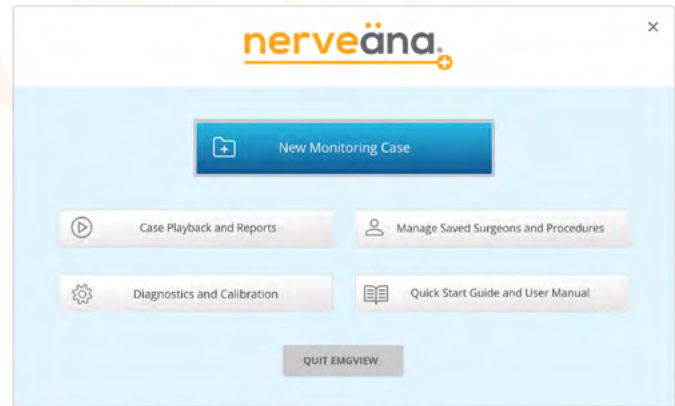 nerveäna.
New Monitoring Case
Case Playback and Reports
Manage Saved Surgeons and Procedures
Diagnostics and Calibration
Quick Start Guide and User Manual
QUIT EMGVIEW